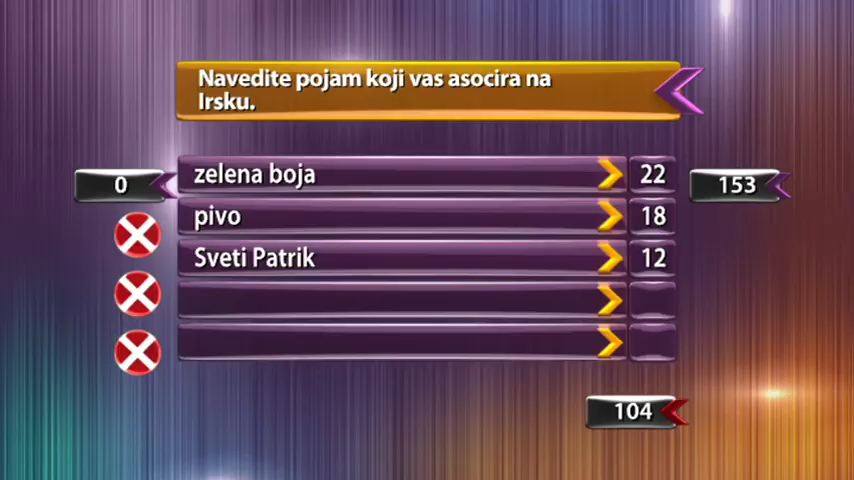 Navedite pojam koji vas asocira na
Irsku.
0
zelena boja 22
153
pivo 18
Sveti Patrik 12
104